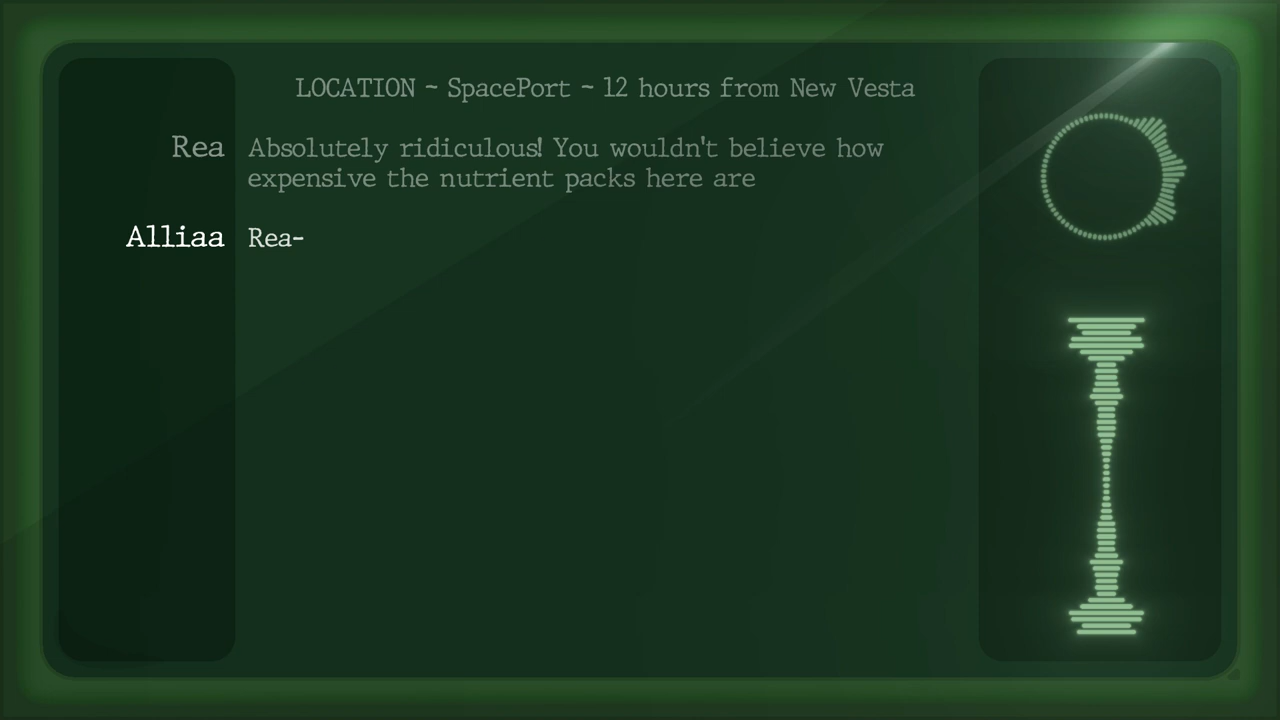 LOCATION ~ SpacePort ~ 12 hours from New Vesta
Rea Absolutely ridiculous! You wouldn't believe how
expensive the nutrient packs here are
Alliaa Rea-